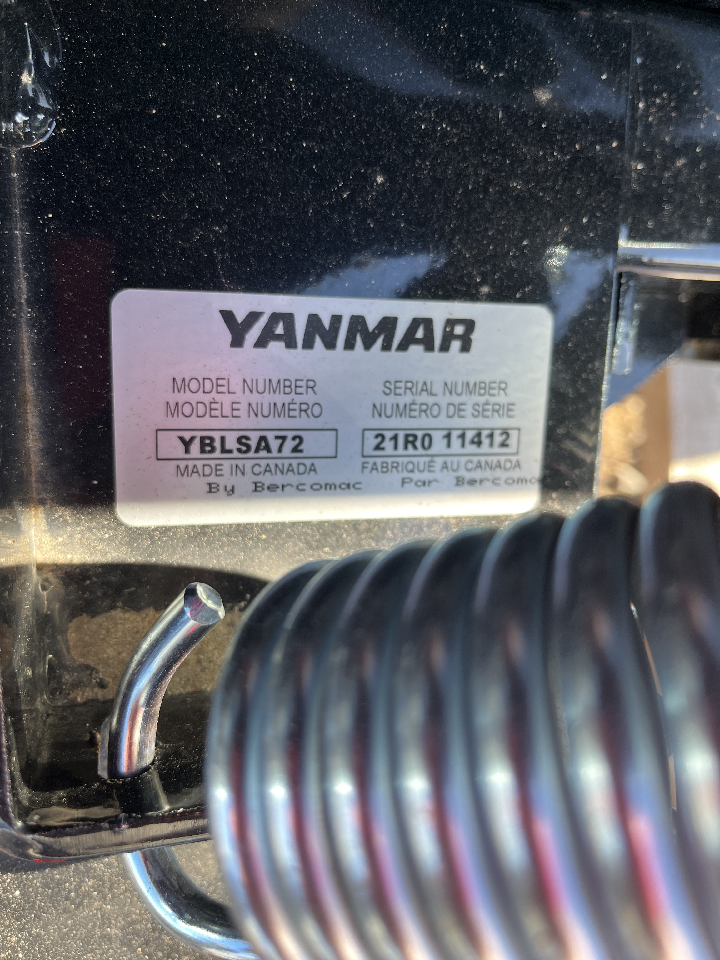 YANMAR
MODEL NUMBER SERIAL NUMBER
MODÈLE NUMÉRO NUMÉRO DE SÉRIE
YBLSA72 21R0 11412
MADE IN CANADA FABRIQUÉ AU CANADA
By Bercomac Par Bercomac